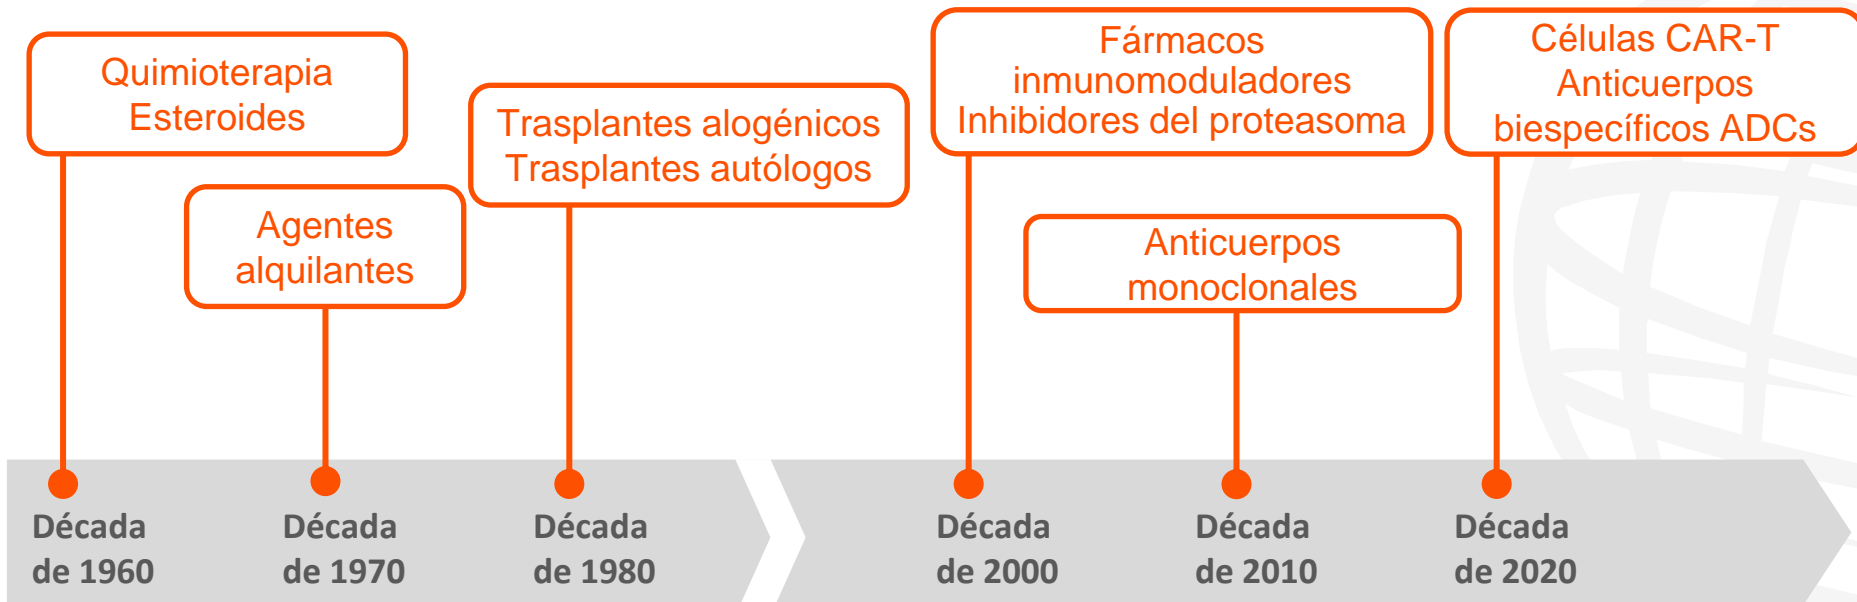 Quimioterapia
Esteroides
Agentes
alquilantes
Trasplantes alogénicos
Trasplantes autólogos
Fármacos
inmunomoduladores
Inhibidores del proteasoma
Anticuerpos
monoclonales
Células CAR-T
Anticuerpos
biespecíficos ADCs
Década
de 1960
Década
de 1970
Década
de 1980
Década
de 2000
Década
de 2010
Década
de 2020